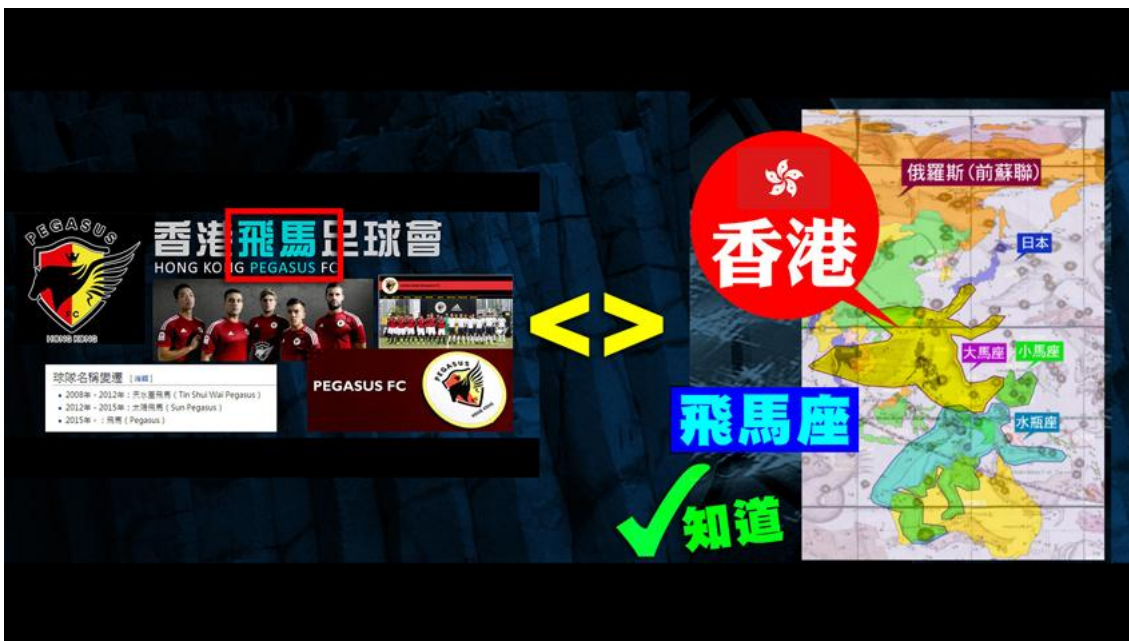 PEGASUS
FC
HONG KONG
香港飛馬足球會
HONG KONG PEGASUS FC
球隊名稱變遷 [編輯]
2008年-2012年：天水圍飛馬 (Tin Shui Wai Pegasus)
2012年-2015年：太陽飛馬 (Sun Pegasus)
2015年-：飛馬 (Pegasus)
PEGASUS FC
PEGASUS
HONG KONG
<>
飛馬座
知道
香港
俄羅斯(前蘇聯)
日本
大馬座
小馬座
水瓶座